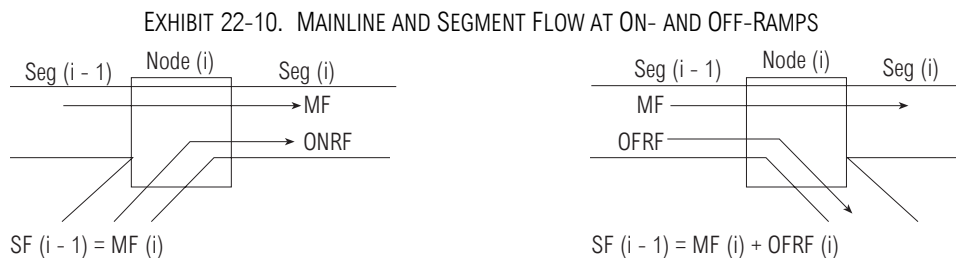 EXHIBIT 22-10. MAINLINE AND SEGMENT FLOW AT ON- AND OFF-RAMPS
Seg (i - 1) Node (i) Seg (i)
MF
ONRF
SF (i - 1) = MF (i)
Seg (i - 1) Node (i) Seg (i)
MF
OFRF
SF (i - 1) = MF (i) + OFRF (i)